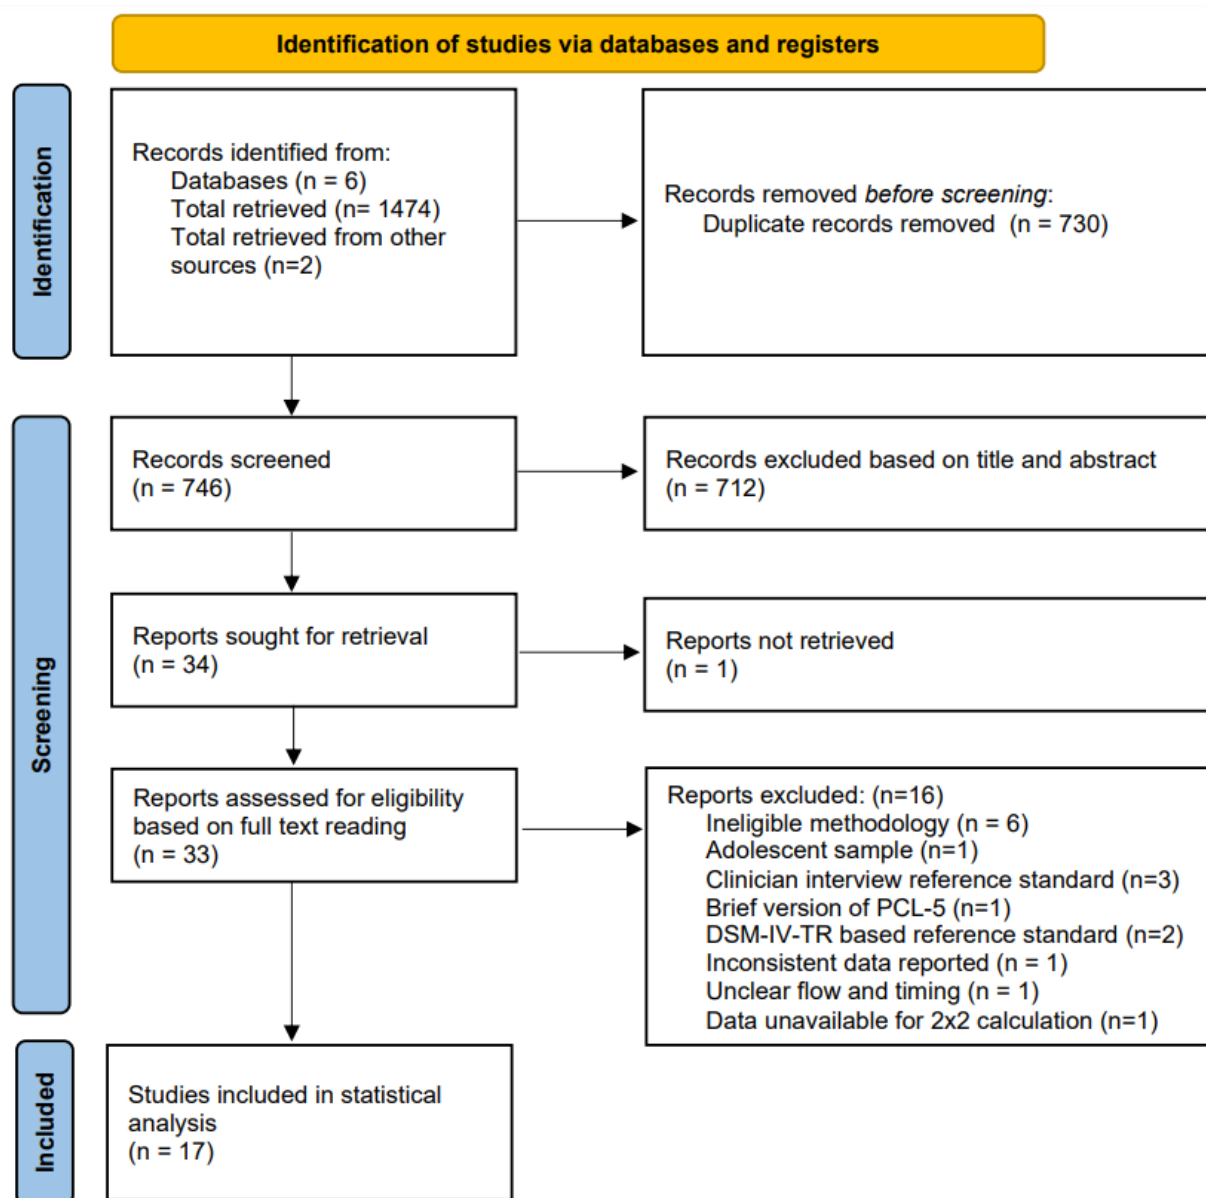 Identification of studies via databases and registers
Identification
Records identified from:
Databases (n = 6)
Total retrieved (n= 1474)
Total retrieved from other
sources (n=2)
Records removed before screening:
Duplicate records removed  (n = 730)
Screening
Records screened
(n = 746)
Records excluded based on title and abstract
(n = 712)
Reports sought for retrieval
(n = 34)
Reports not retrieved
(n = 1)
Reports assessed for eligibility
based on full text reading
(n = 33)
Reports excluded: (n=16)
Ineligible methodology (n = 6)
Adolescent sample (n=1)
Clinician interview reference standard (n=3)
Brief version of PCL-5 (n=1)
DSM-IV-TR based reference standard (n=2)
Inconsistent data reported (n = 1)
Unclear flow and timing (n = 1)
Data unavailable for 2x2 calculation (n=1)
Included
Studies included in statistical
analysis
(n = 17)